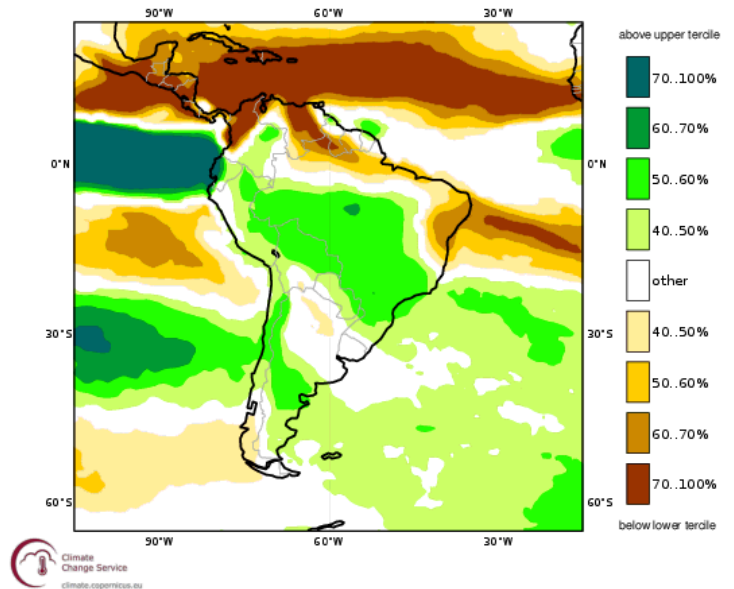 90°W 60°W 30°W
above upper tercile
70..100%
60..70%
0°N 0°N
50..60%
40..50%
other
30°S 30°S
40..50%
50..60%
60..70%
70..100%
60°S 60°S
below lower tercile
90°W 60°W 30°W
Climate
Change Service
climate.copernicus.eu